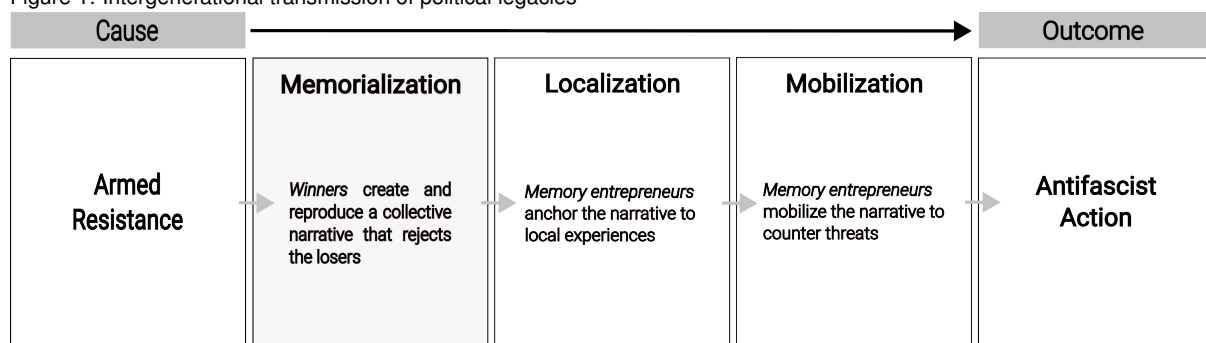 Figure 1: Intergenerational transmission of political legacies
Cause
Outcome
Armed
Resistance
Memorialization
Winners create and
reproduce a collective
narrative that rejects
the losers
Localization
Memory entrepreneurs
anchor the narrative to
local experiences
Mobilization
Memory entrepreneurs
mobilize the narrative to
counter threats
Antifascist
Action